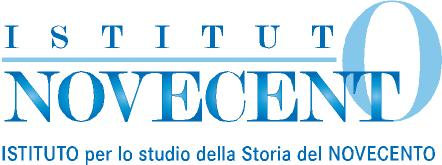 ISTITUTO
NOVECENTO
ISTITUTO per lo studio della Storia del NOVECENTO